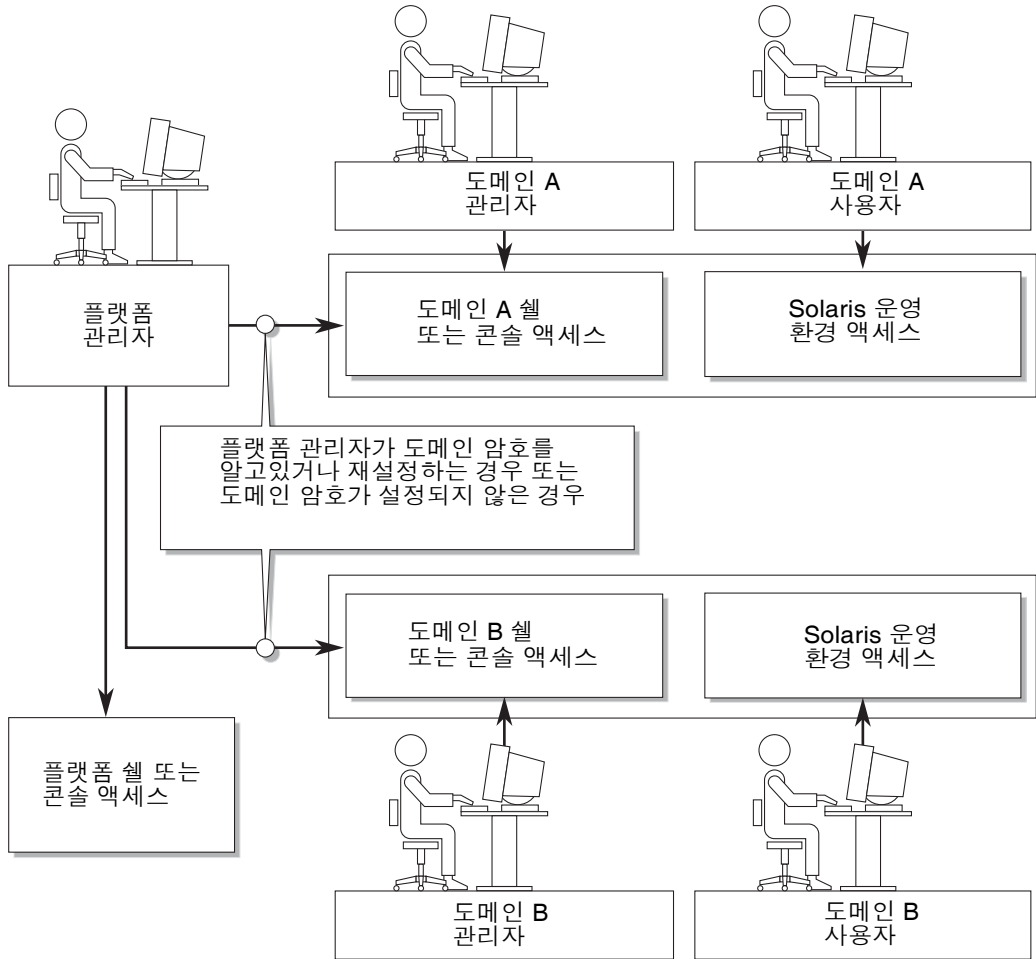 도메인 A
관리자
도메인 A
사용자
플랫폼
관리자
도메인 A 쉘
또는 콘솔 액세스
Solaris 운영
환경 액세스
플랫폼 관리자가 도메인 암호를
알고있거나 재설정하는 경우 또는
도메인 암호가 설정되지 않은 경우
도메인 B 쉘
또는 콘솔 액세스
Solaris 운영
환경 액세스
플랫폼 쉘 또는
콘솔 액세스
도메인 B
관리자
도메인 B
사용자